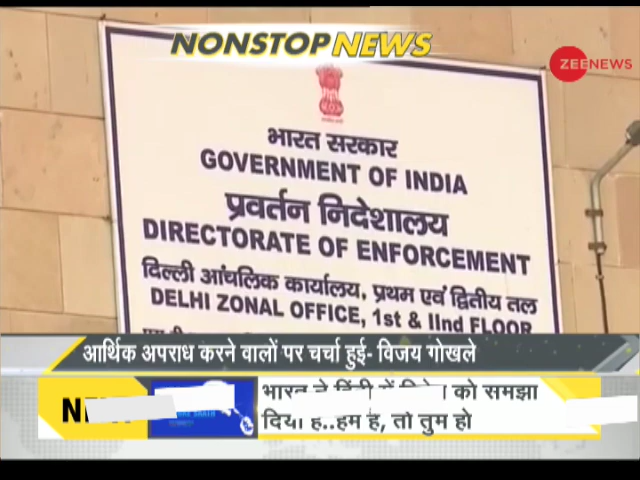 NONSTOP NEWS
ZEENEWS
भारत सरकार
GOVERNMENT OF INDIA
प्रवर्तन निदेशालय
DIRECTORATE OF ENFORCEMENT
दिल्ली आंचलिक कार्यालय, प्रथम एवं द्वितीय तल
DELHI ZONAL OFFICE, 1st & IInd FLOOR
आर्थिक अपराध करने वालों पर चर्चा हुई- विजय गोखले
भारत ने को समझा
तो तुम हो